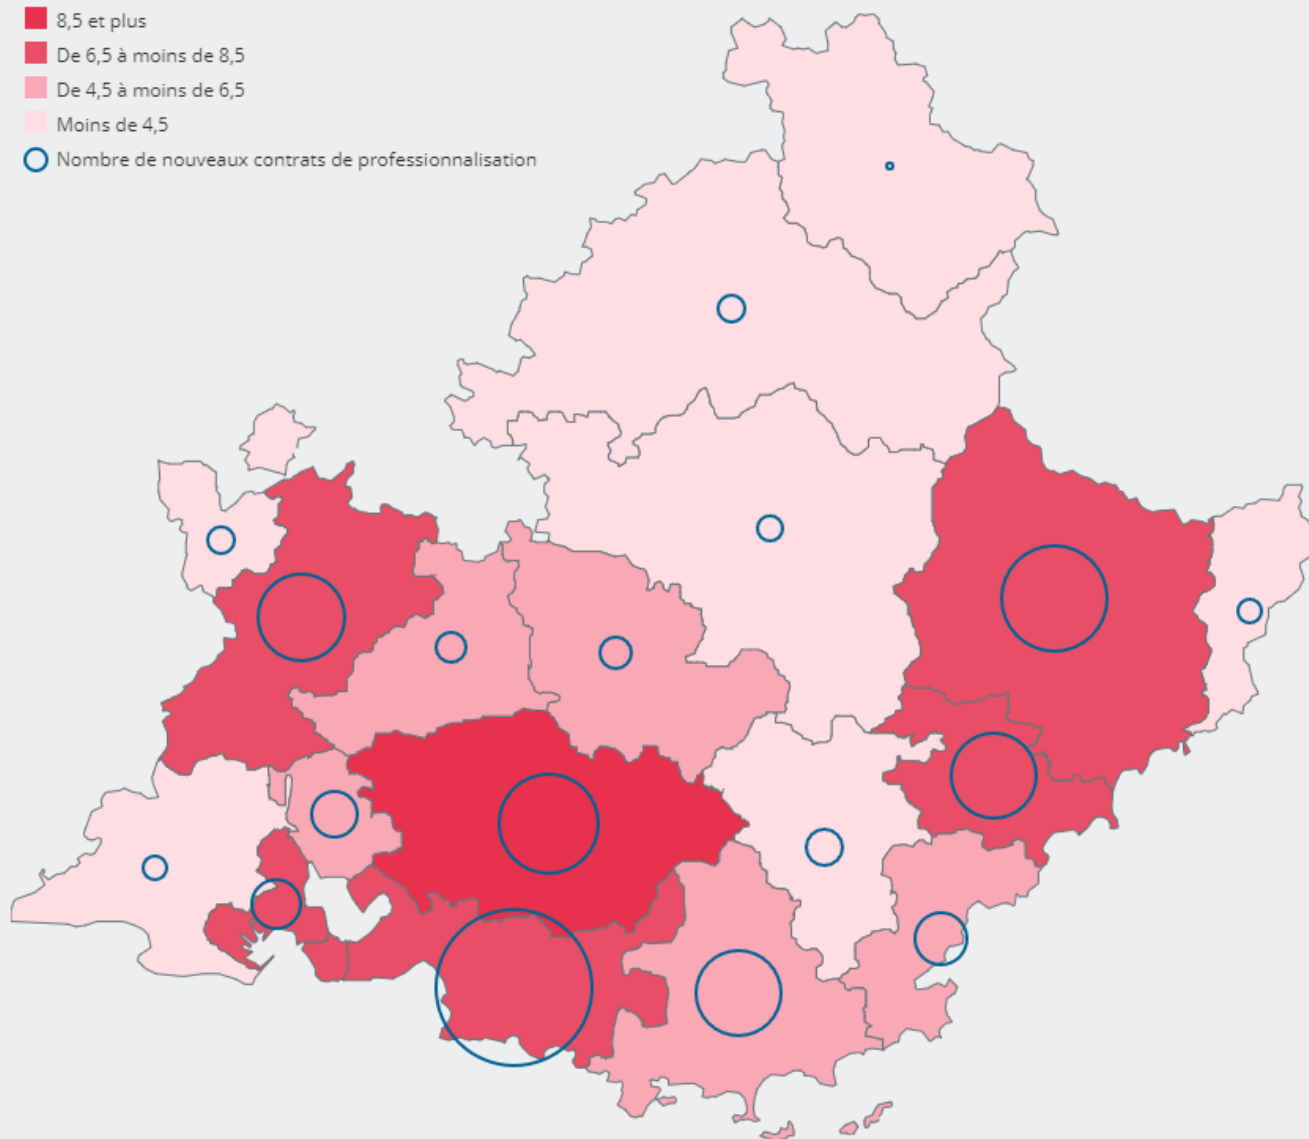 8,5 et plus
De 6,5 à moins de 8,5
De 4,5 à moins de 6,5
Moins de 4,5
Nombre de nouveaux contrats de professionnalisation